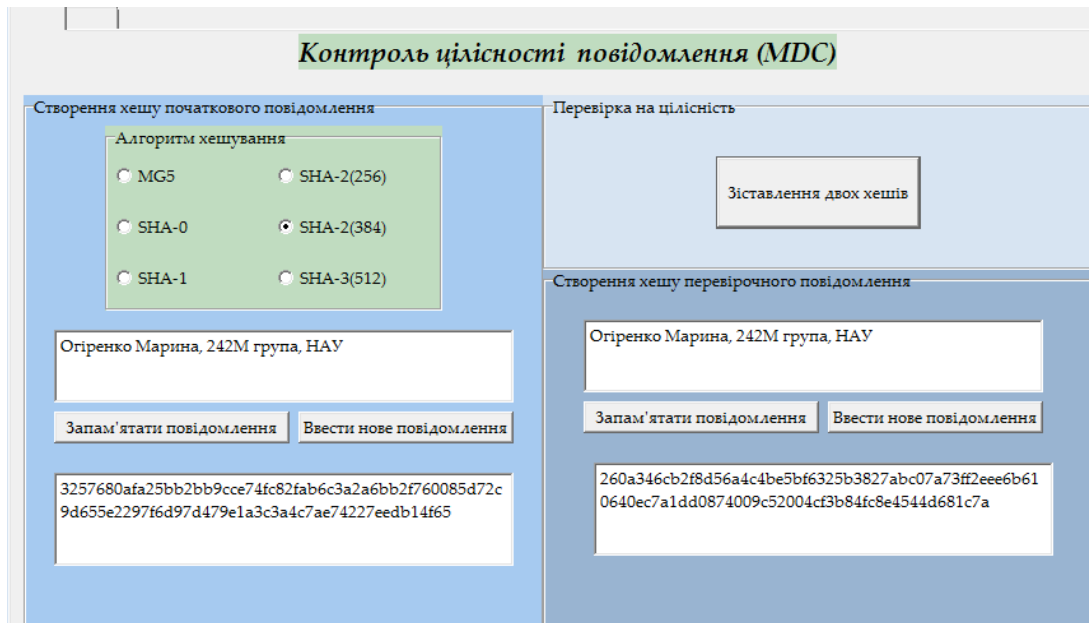 Контроль цілісності повідомлення (MDC)
Створення хешу початкового повідомлення
Алгоритм хешування
MG5
SHA-2(256)
SHA-0
SHA-2(384)
SHA-1
SHA-3(512)
Огіренко Марина, 242М група, НАУ
Запам'ятати повідомлення
Ввести нове повідомлення
3257680afa25bb2bb9cce74fc82fab6c3a2a6bb2f760085d72c
9d655e2297f6d97d479e1a3c3a4c7ae74227eedb14f65
Перевірка на цілісність
Зіставлення двох хешів
Створення хешу перевірочного повідомлення
Огіренко Марина, 242М група, НАУ
Запам'ятати повідомлення
Ввести нове повідомлення
260a346cb2f8d56a4c4be5bf6325b3827abc07a73ff2eee6b61
0640ec7a1dd0874009c52004cf3b84fc8e4544d681c7a